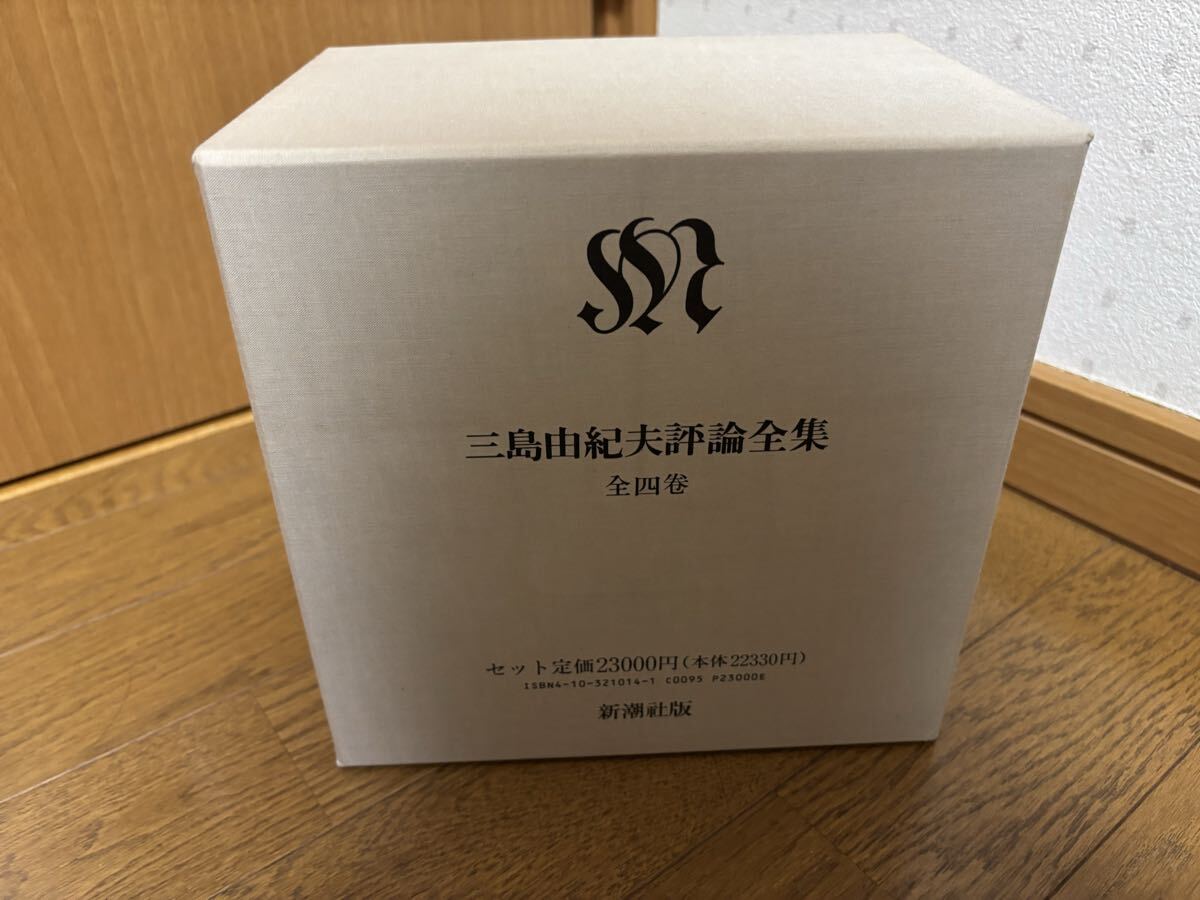 M
三島由紀夫評論全集
全四巻
セット定価23000円(本体22330円)
ISBN4-10-321014-1 C0095 P23000E
新潮社版